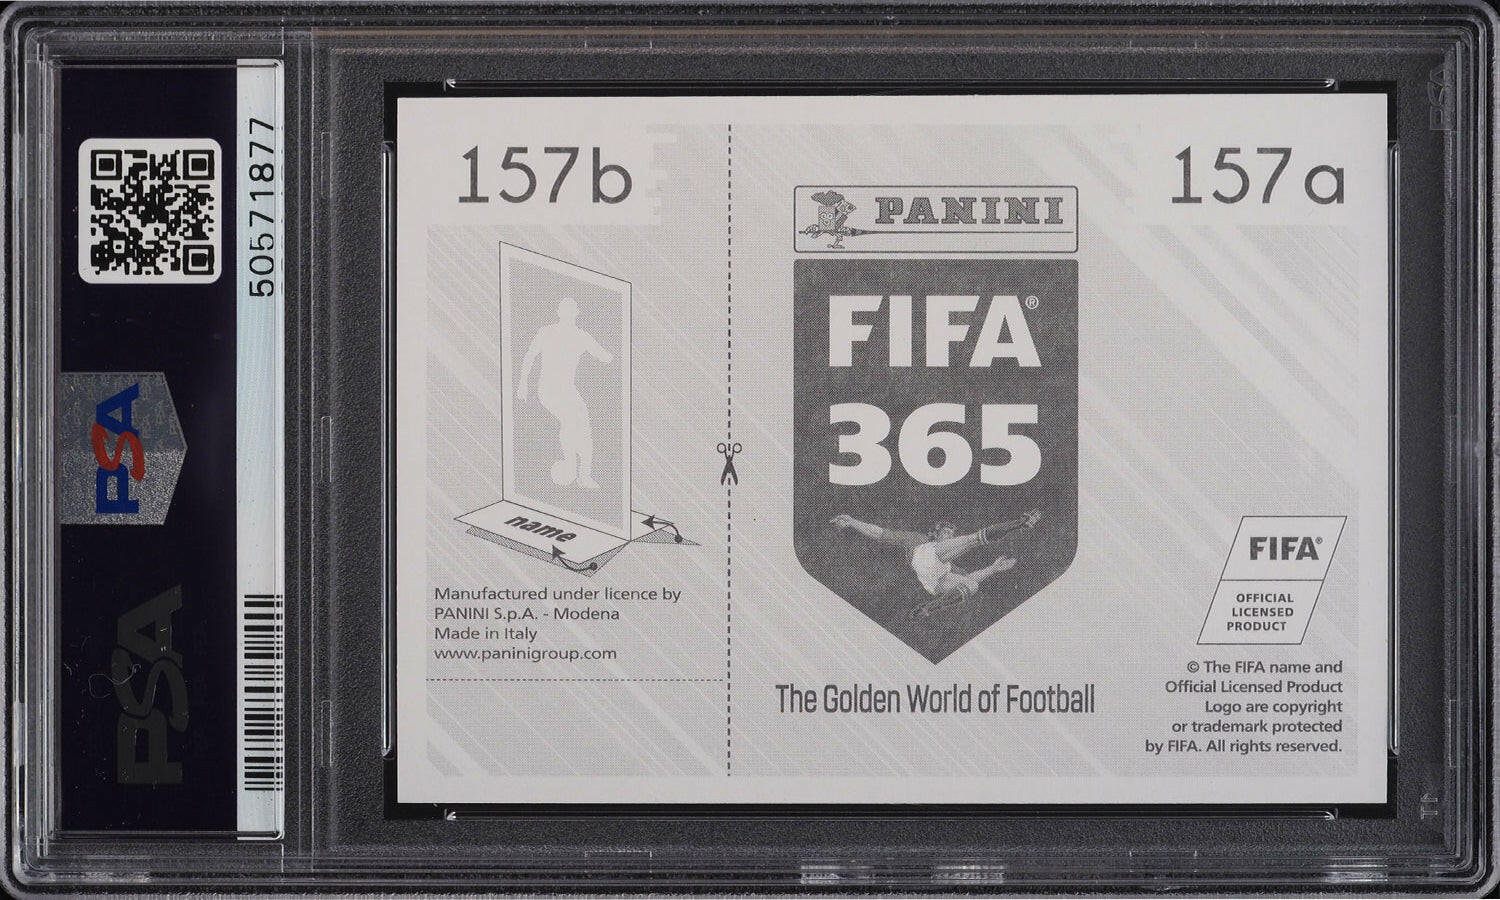 50571877
PSA
PSA
157b
name
Manufactured under licence by
PANINI S.p.A. - Modena
Made in Italy
www.paninigroup.com
PANINI
FIFA®
365
The Golden World of Football
157a
FIFA®
OFFICIAL
LICENSED
PRODUCT
© The FIFA name and
Official Licensed Product
Logo are copyright
or trademark protected
by FIFA. All rights reserved.
PSA